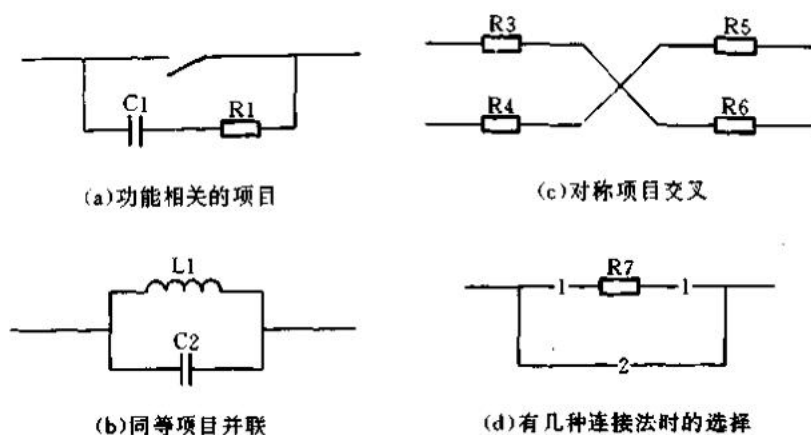 C1
R1
(a)功能相关的项目
R3
R5
R4
R6
(c)对称项目交叉
L1
C2
(b)同等项目并联
R7
1
1
2
(d)有几种连接法时的选择